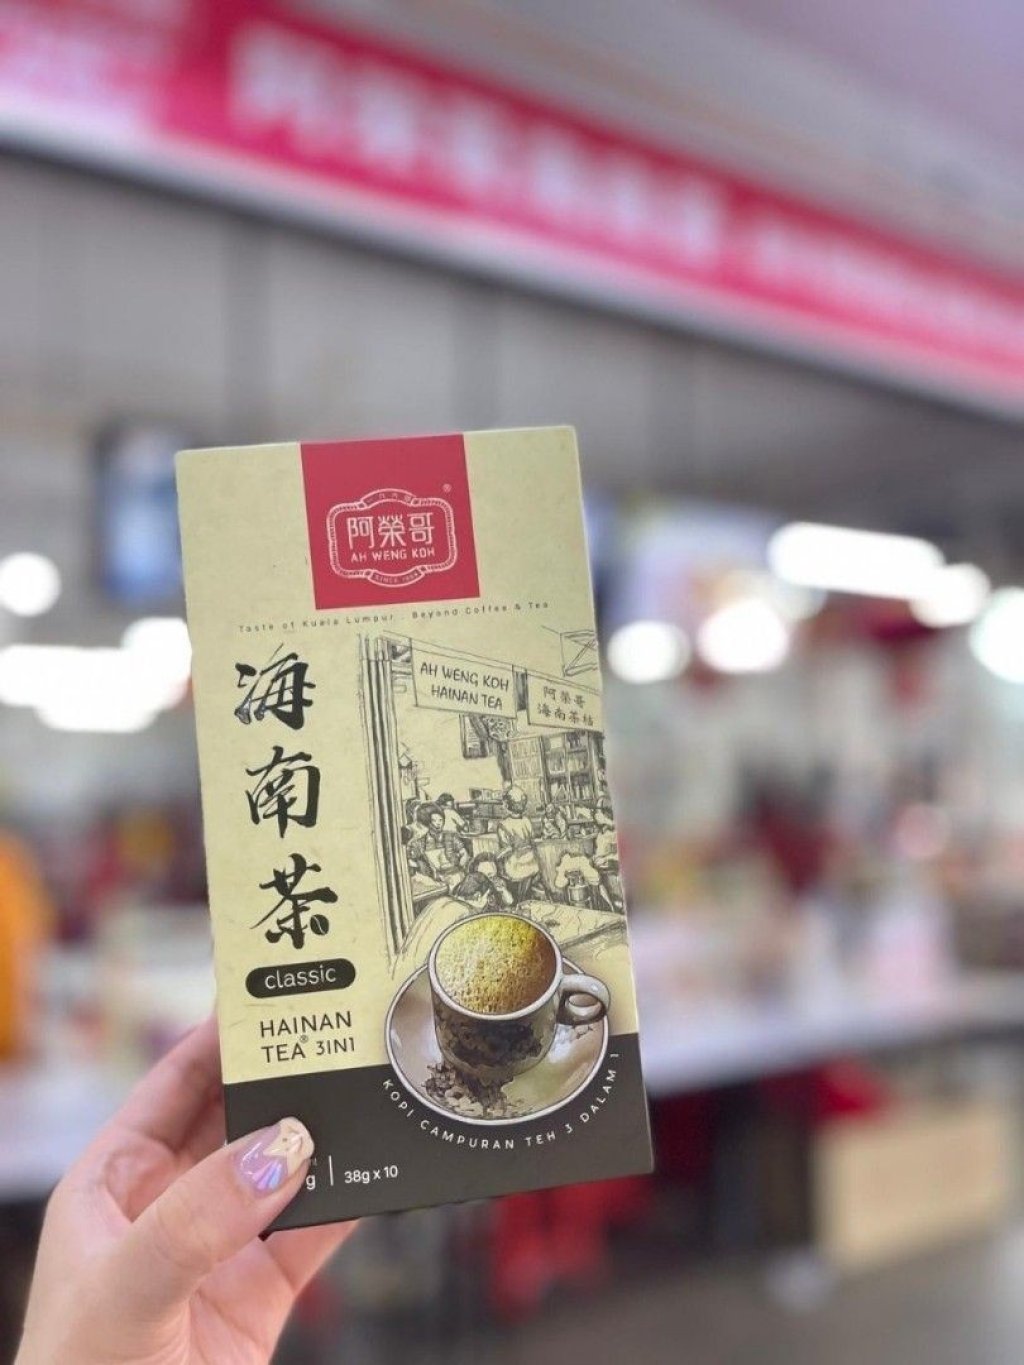 阿榮哥
AH WENG KOH
SINCE 1968
Taste of Kuala Lumpur . Beyond Coffee & Tea
AH WENG KOH
HAINAN TEA
阿榮哥
海南茶
海南茶
classic
HAINAN
TEA® 3IN1
KOPI CAMPURAN TEH 3 DALAM 1
g
38g x 10